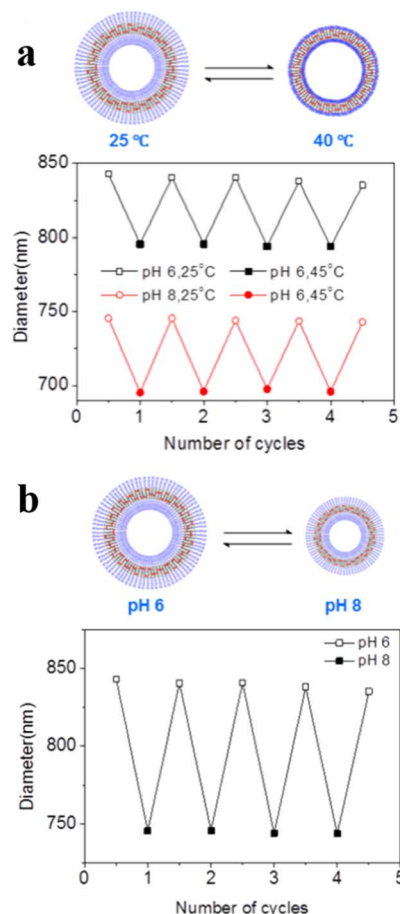 a
25 ℃ 40 ℃
850
800
750
700
Diameter(nm)
pH 6,25°C pH 6,45°C
pH 8,25°C pH 6,45°C
0 1 2 3 4 5
Number of cycles
b
pH 6 pH 8
850
800
750
Diameter(nm)
pH 6
pH 8
0 1 2 3 4 5
Number of cycles